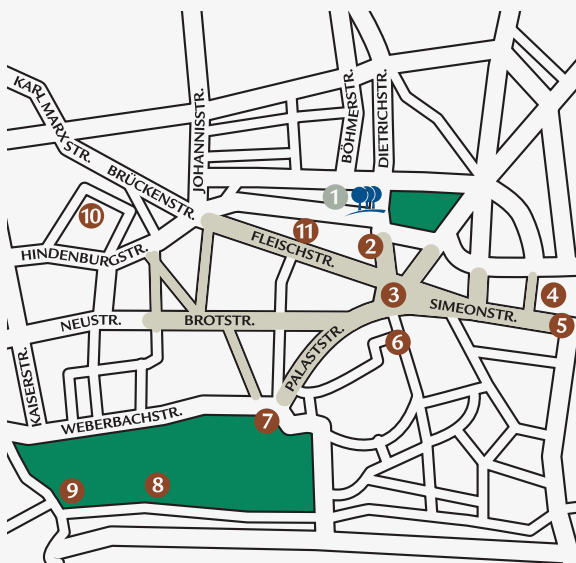 KARL MARX STR.
JOHANNISSTR.
BÖHMERSTR.
DIETRICHSTR.
BRÜCKENSTR.
1
10
11
2
HINDENBURGSTR.
FLEISCHSTR.
3
4
SIMEONSTR.
5
NEUSTR.
BROTSTR.
6
PALASTSTR.
KAISERSTR.
WEBERBACHSTR.
7
8
9